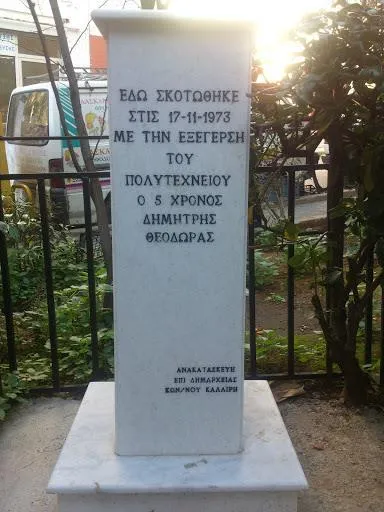 ΕΔΩ ΣΚΟΤΩΘΗΚΕ
ΣΤΙΣ 17-11-1973
ΜΕ ΤΗΝ ΕΞΕΓΕΡΣΗ
ΤΟΥ
ΠΟΛΥΤΕΧΝΕΙΟΥ
Ο 5 ΧΡΟΝΟΣ
ΔΗΜΗΤΡΗΣ
ΘΕΟΔΩΡΑΣ
ΑΝΑΚΑΤΑΣΚΕΥΗ
ΕΠΙ ΔΗΜΑΡΧΕΙΑΣ
ΚΩΝ/ΝΟΥ ΚΑΛΛΙΡΗ